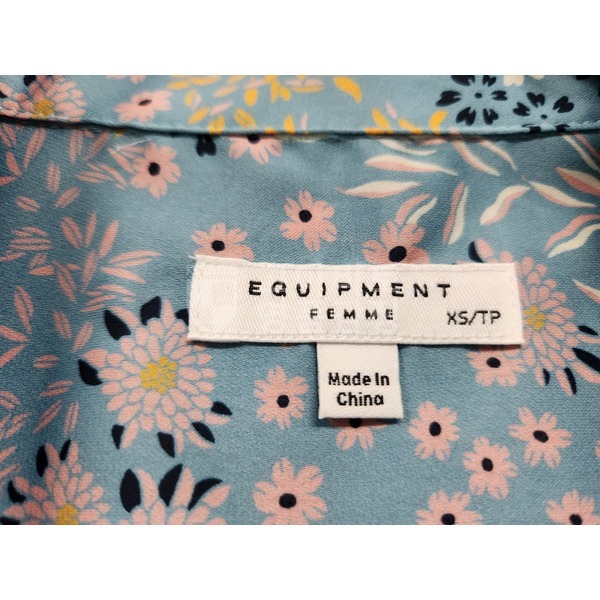 EQUIPMENT
FEMME XS/TP
Made In
China